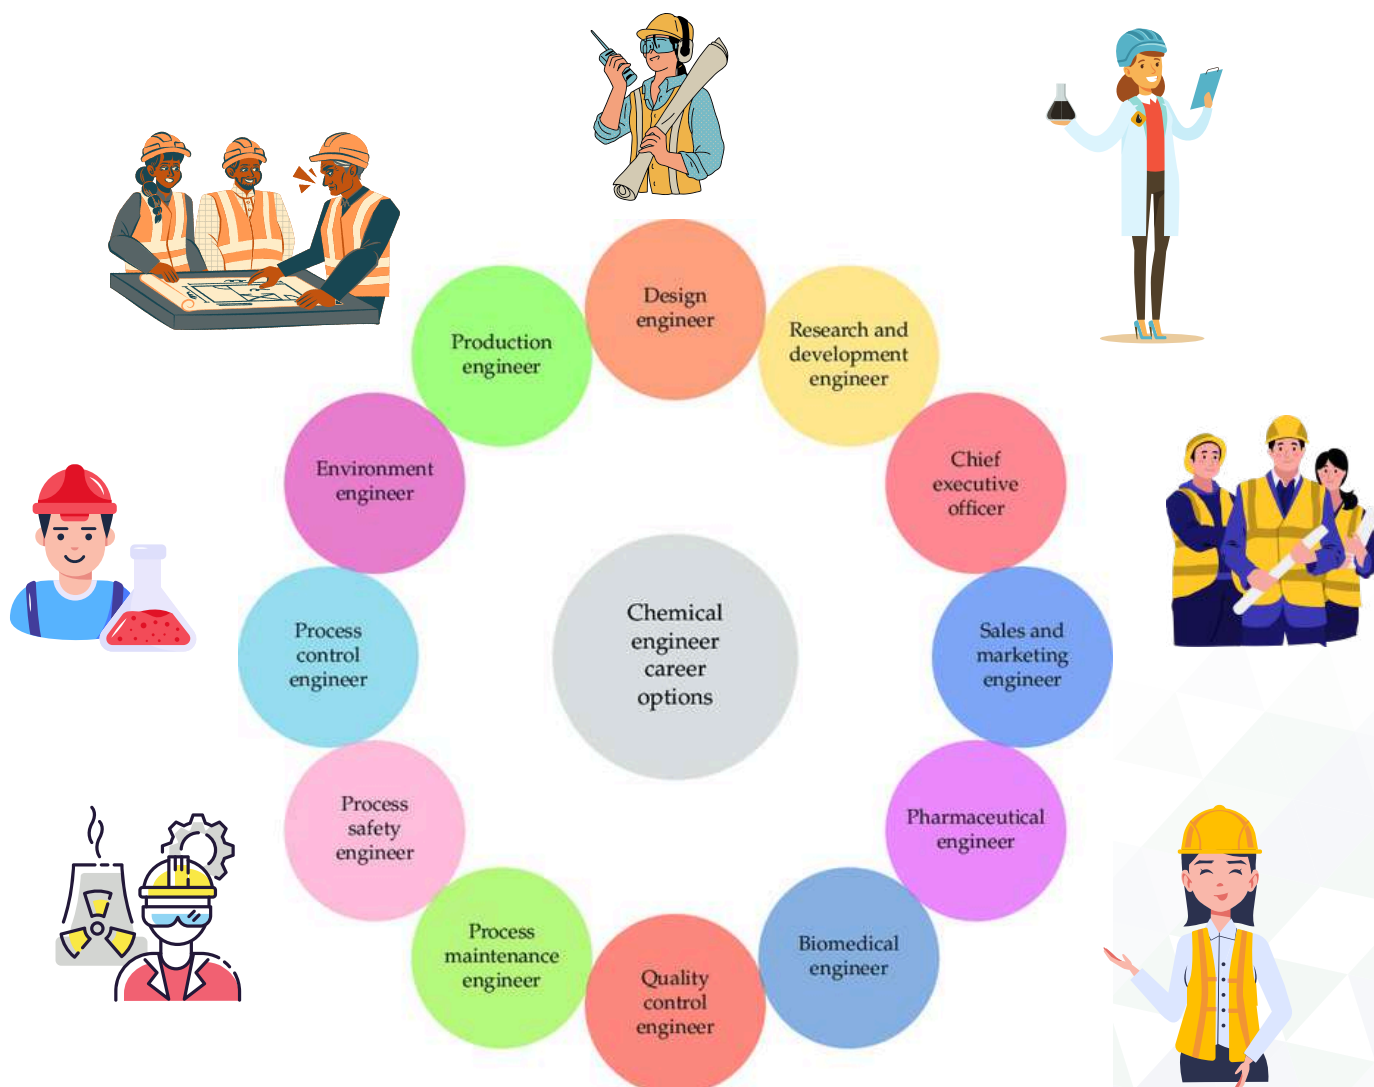 Design
engineer
Research and
development
engineer
Chief
executive
officer
Sales and
marketing
engineer
Pharmaceutical
engineer
Biomedical
engineer
Quality
control
engineer
Process
maintenance
engineer
Process
safety
engineer
Process
control
engineer
Environment
engineer
Production
engineer
Chemical
engineer
career
options